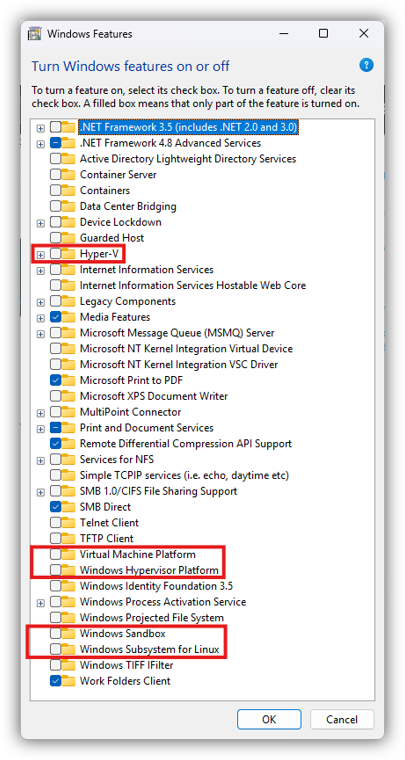 Windows Features
Turn Windows features on or off
To turn a feature on, select its check box. To turn a feature off, clear its
check box. A filled box means that only part of the feature is turned on.
.NET Framework 3.5 (includes .NET 2.0 and 3.0)
.NET Framework 4.8 Advanced Services
Active Directory Lightweight Directory Services
Container Server
Containers
Data Center Bridging
Device Lockdown
Guarded Host
Hyper-V
Internet Information Services
Internet Information Services Hostable Web Core
Legacy Components
Media Features
Microsoft Message Queue (MSMQ) Server
Microsoft NT Kernel Integration Virtual Device
Microsoft NT Kernel Integration VSC Driver
Microsoft Print to PDF
Microsoft XPS Document Writer
MultiPoint Connector
Print and Document Services
Remote Differential Compression API Support
Services for NFS
Simple TCPIP services (i.e. echo, daytime etc)
SMB 1.0/CIFS File Sharing Support
SMB Direct
Telnet Client
TFTP Client
Virtual Machine Platform
Windows Hypervisor Platform
Windows Identity Foundation 3.5
Windows Process Activation Service
Windows Projected File System
Windows Sandbox
Windows Subsystem for Linux
Windows TIFF IFilter
Work Folders Client
OK Cancel